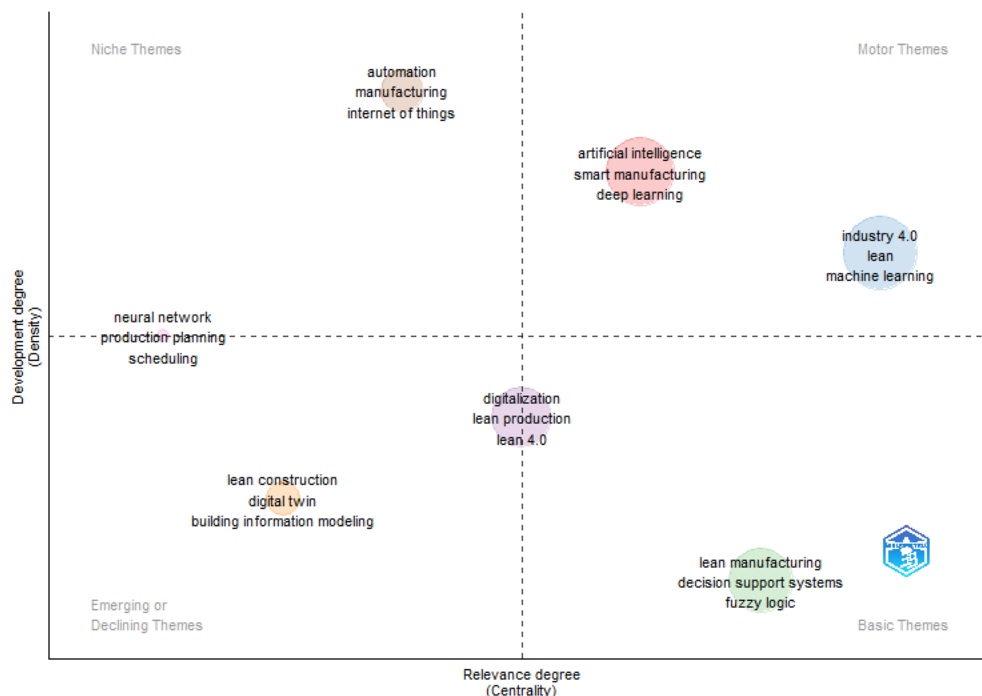 Niche Themes
Motor Themes
automation
manufacturing
internet of things
artificial intelligence
smart manufacturing
deep learning
industry 4.0
lean
machine learning
neural network
production planning
scheduling
digitalization
lean production
lean 4.0
lean construction
digital twin
building information modeling
lean manufacturing
decision support systems
fuzzy logic
Emerging or
Declining Themes
Basic Themes
Development degree
(Density)
Relevance degree
(Centrality)